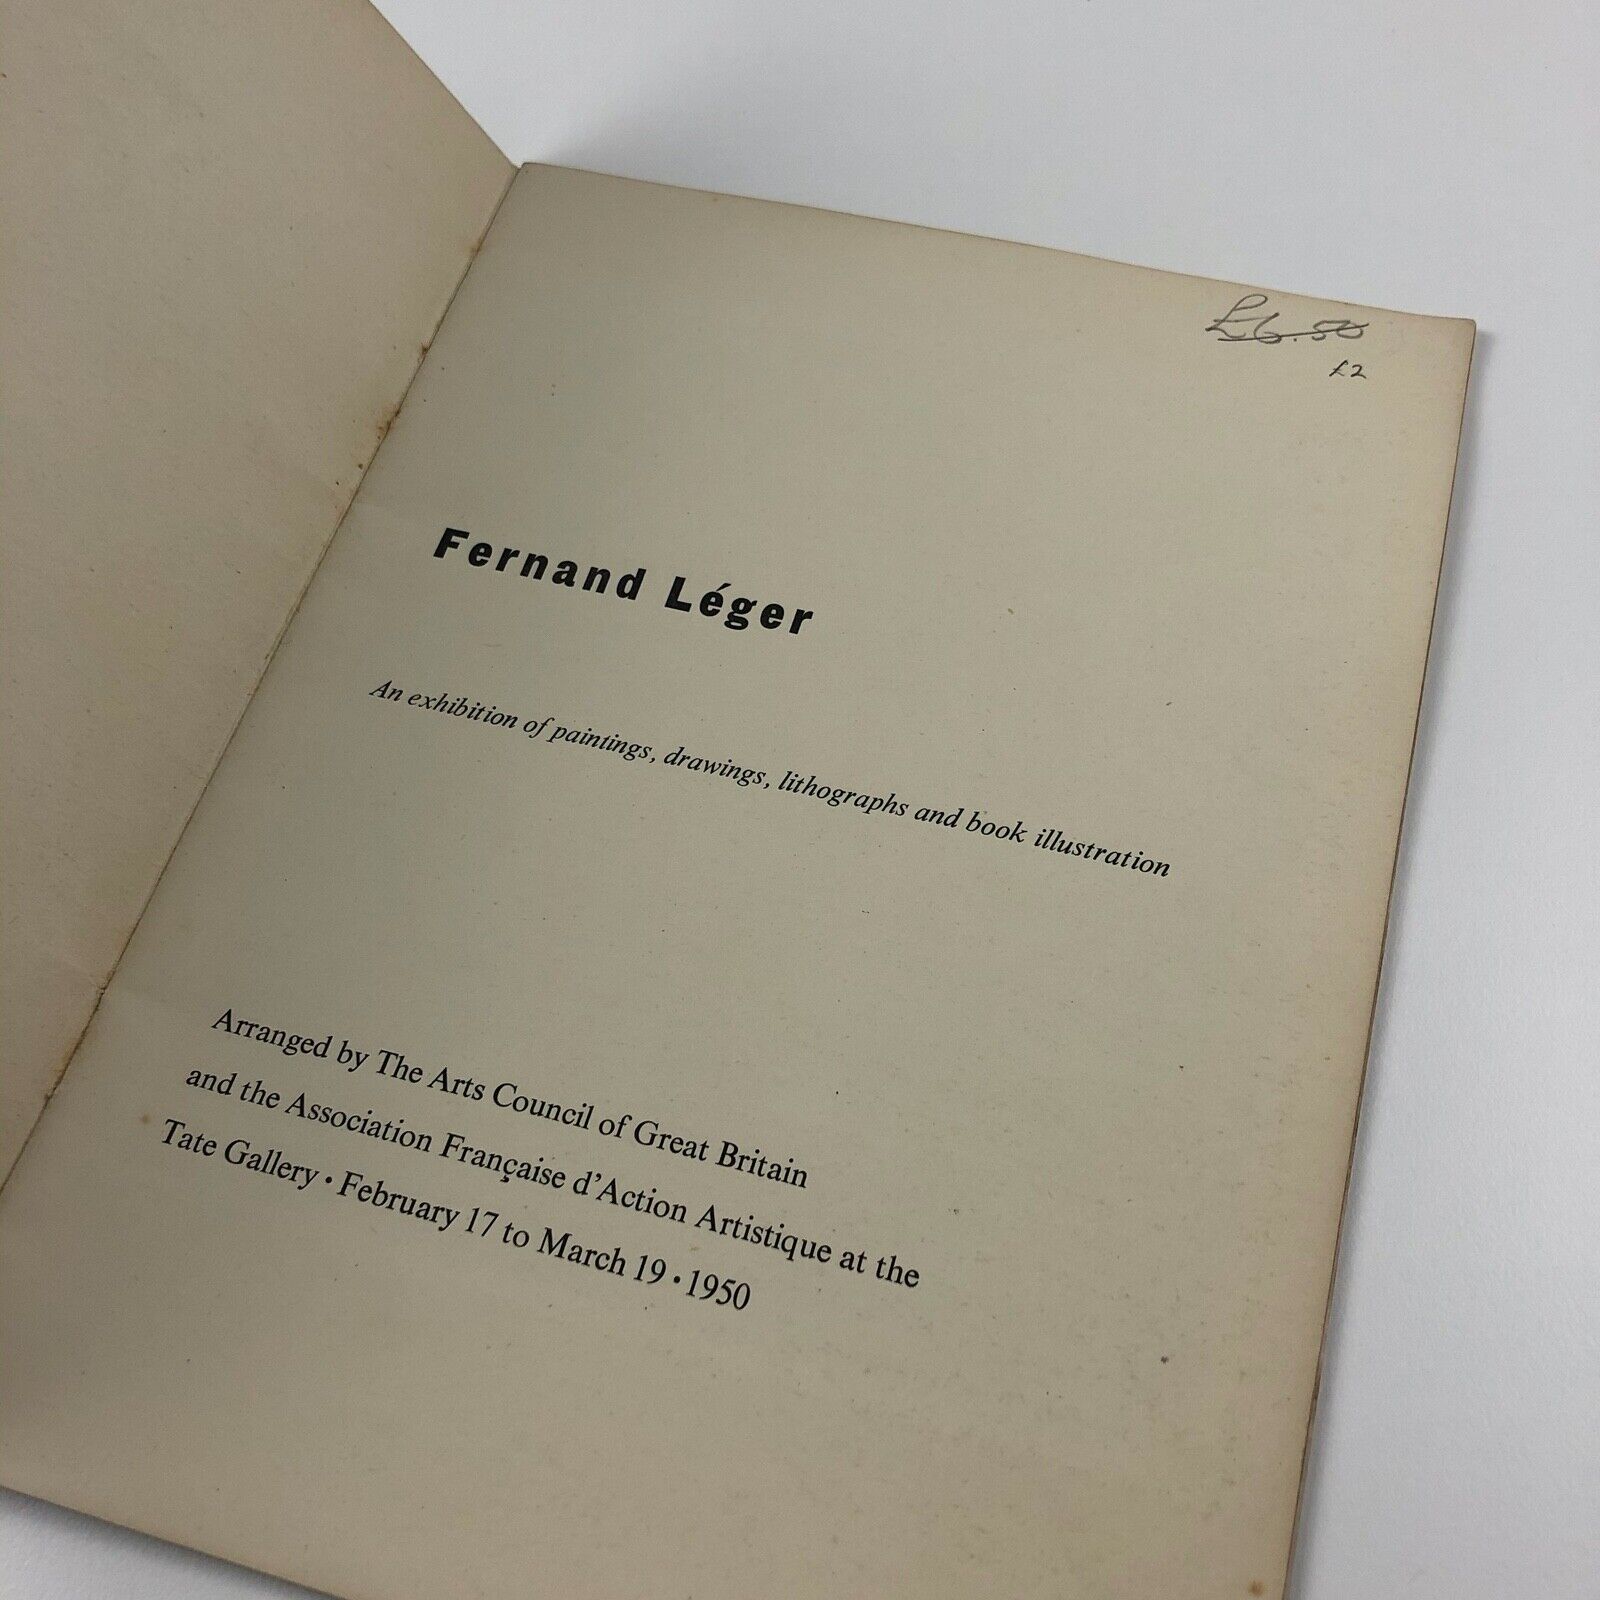 £6.50
£2
Fernand Léger
An exhibition of paintings, drawings, lithographs and book illustration
Arranged by The Arts Council of Great Britain
and the Association Française d'Action Artistique at the
Tate Gallery · February 17 to March 19 · 1950